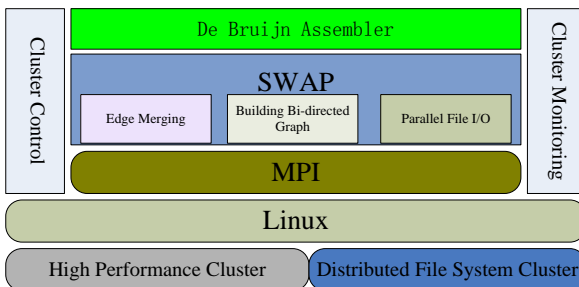 De Bruijn Assembler
Cluster Control
SWAP
Cluster Monitoring
Edge Merging
Building Bi-directed
Graph
Parallel File I/O
MPI
Linux
High Performance Cluster
Distributed File System Cluster